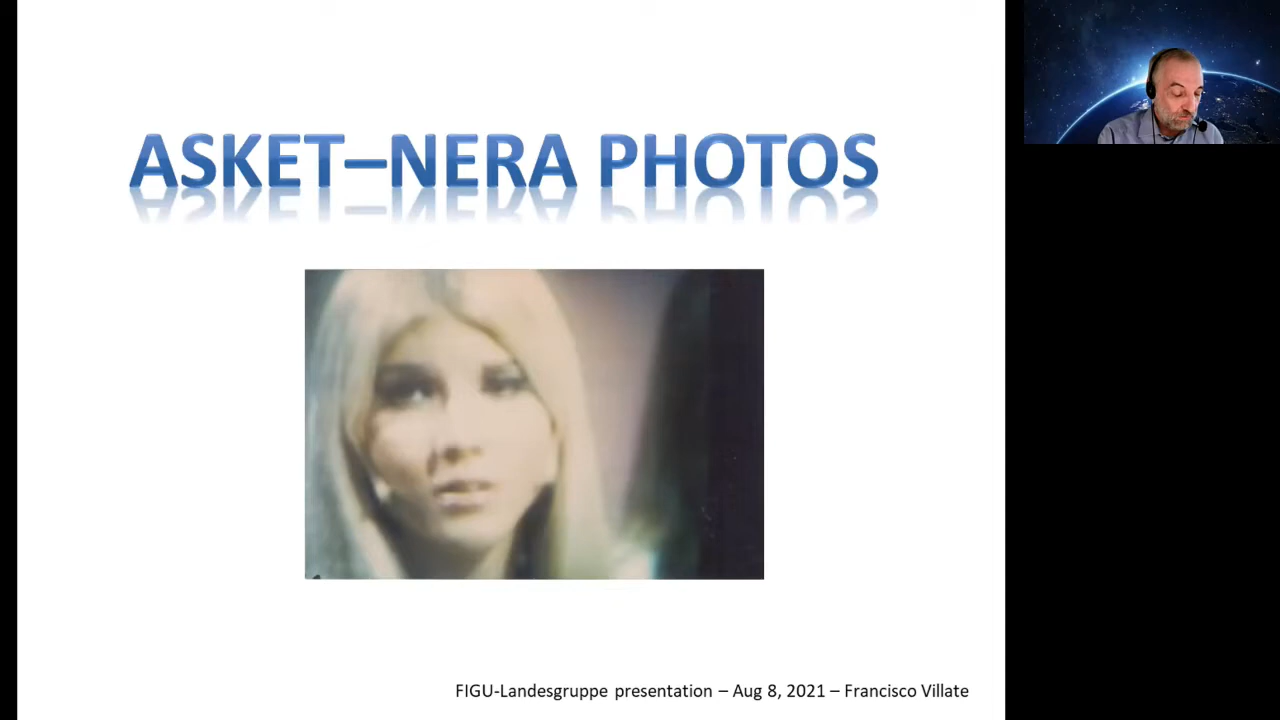 ASKET–NERA PHOTOS
FIGU-Landesgruppe presentation – Aug 8, 2021 – Francisco Villate